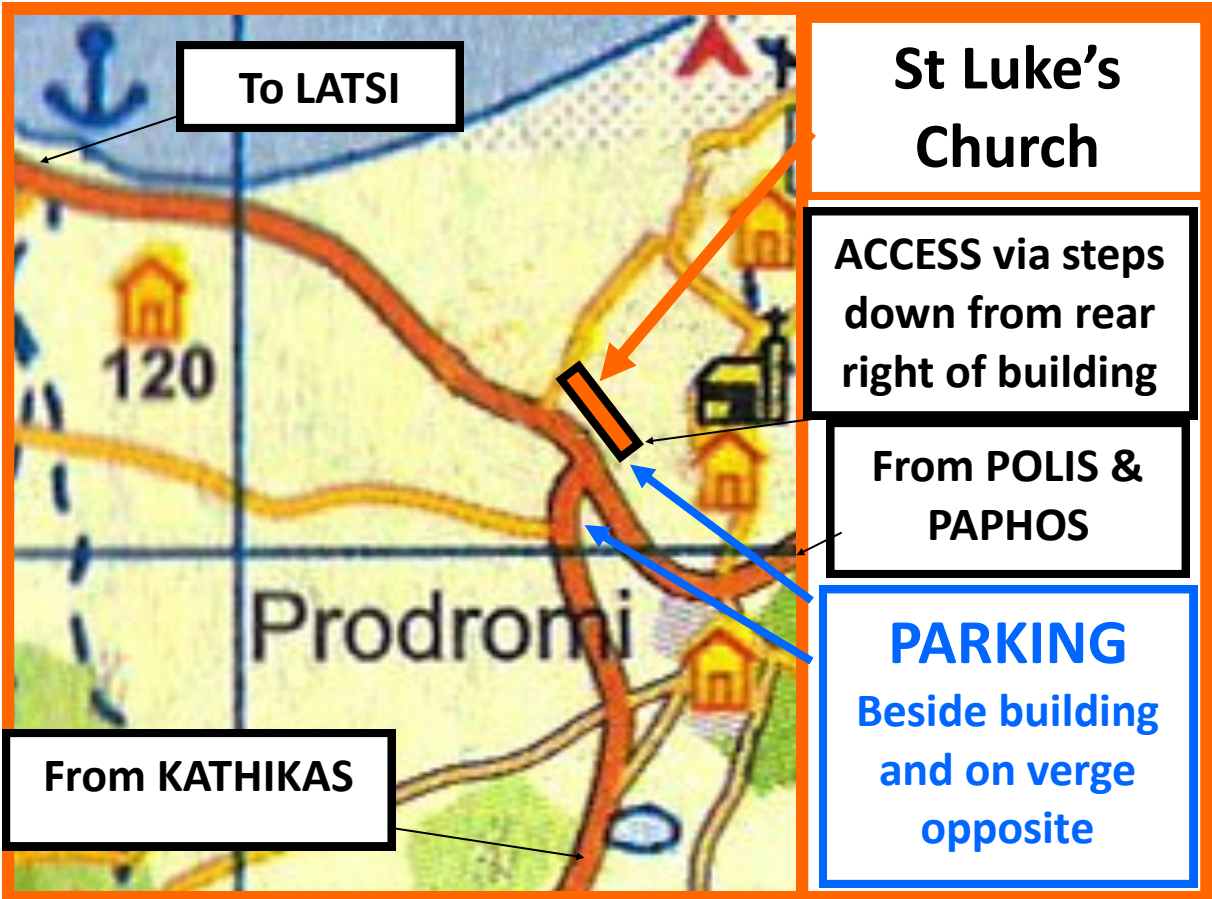 To LATSI
St Luke’s
Church
ACCESS via steps
down from rear
right of building
120
From POLIS &
PAPHOS
Prodromi
PARKING
Beside building
and on verge
opposite
From KATHIKAS